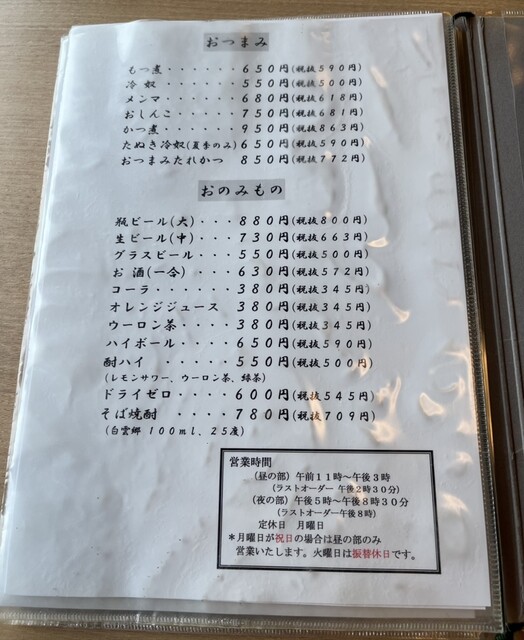 おつまみ
もつ煮・・・・・・・650円(税抜590円)
冷奴・・・・・・550円(税抜500円)
メンマ・・・・・・680円(税抜618円)
おしんこ・・・・・750円(税抜681円)
かつ煮・・・・・・950円(税抜863円)
たぬき冷奴(夏季のみ)650円(税抜590円)
おつまみたれかつ 850円(税抜772円)
おのみもの
瓶ビール(大)・・・880円(税抜800円)
生ビール(中)・・・730円(税抜663円)
グラスビール・・・・550円(税抜500円)
お酒(一合)・・・・630円(税抜572円)
コーラ・・・・・・・380円(税抜345円)
オレンジジュース 380円(税抜345円)
ウーロン茶・・・・380円(税抜345円)
ハイボール・・・・・650円(税抜590円)
酎ハイ・・・・・550円(税抜500円)
(レモンサワー、ウーロン茶、緑茶)
ドライゼロ・・・・600円(税抜545円)
そば焼酎・・・・780円(税抜709円)
(白雲郷 100ml、25度)
営業時間
(昼の部)午前11時〜午後3時
(ラストオーダー 午後2時30分)
(夜の部)午後5時〜午後8時30分
(ラストオーダー午後8時)
定休日 月曜日
*月曜日が祝日の場合は昼の部のみ
営業いたします。火曜日は振替休日です。